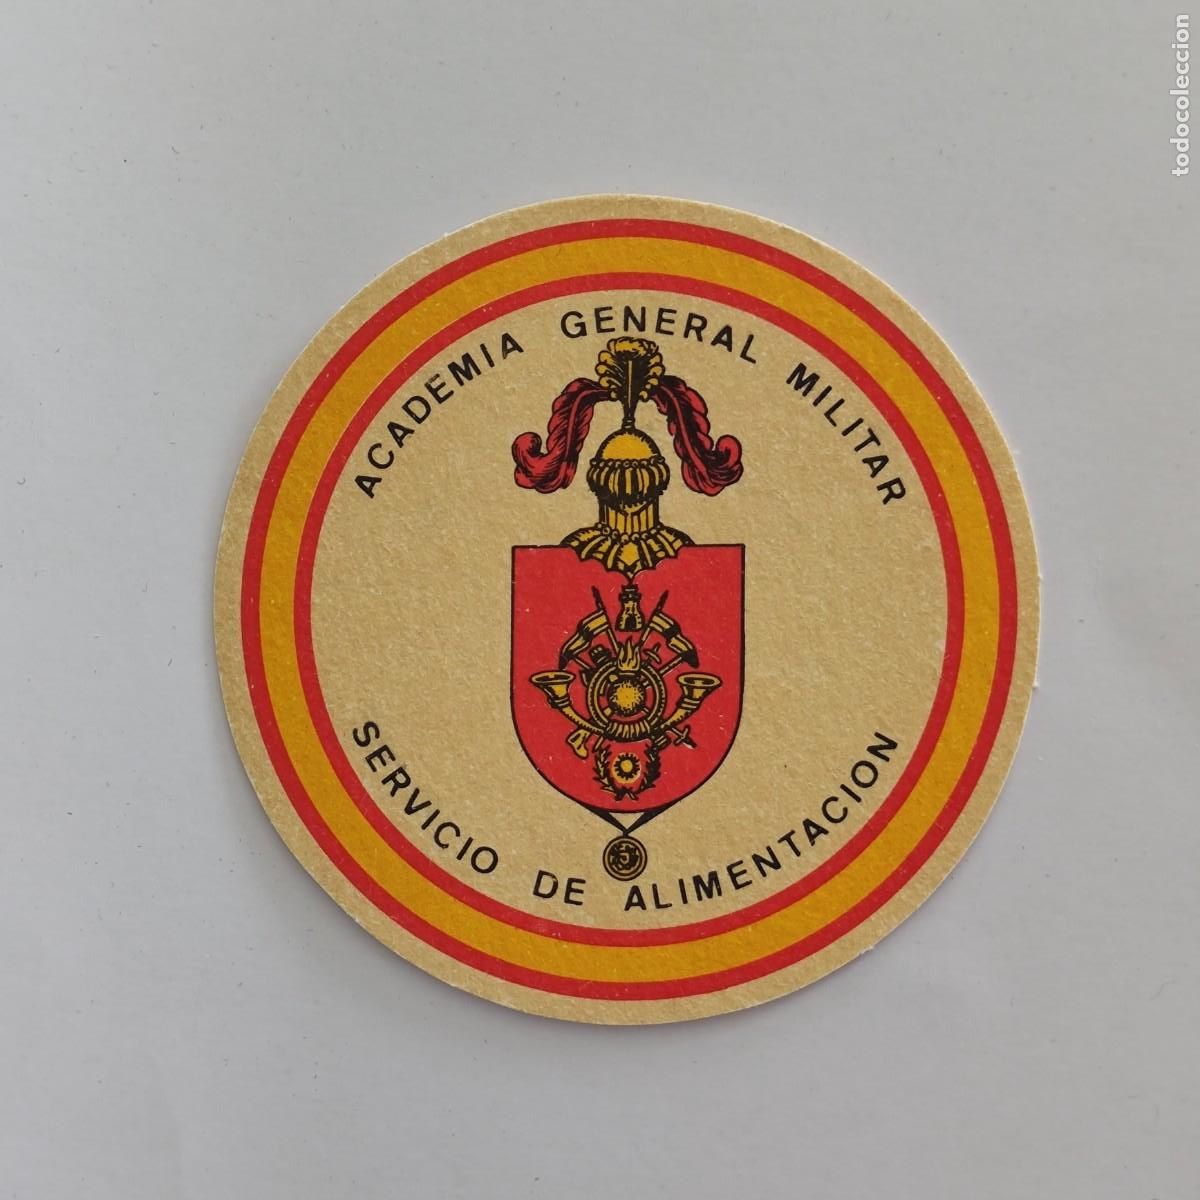 ACADEMIA GENERAL MILITAR
SERVICIO DE ALIMENTACION
todocoleccion